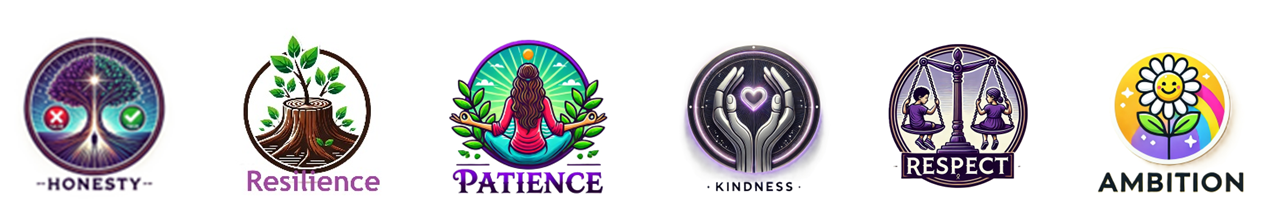 --HONESTY--
Resilience
PATIENCE
· KINDNESS ·
RESPECT
AMBITION